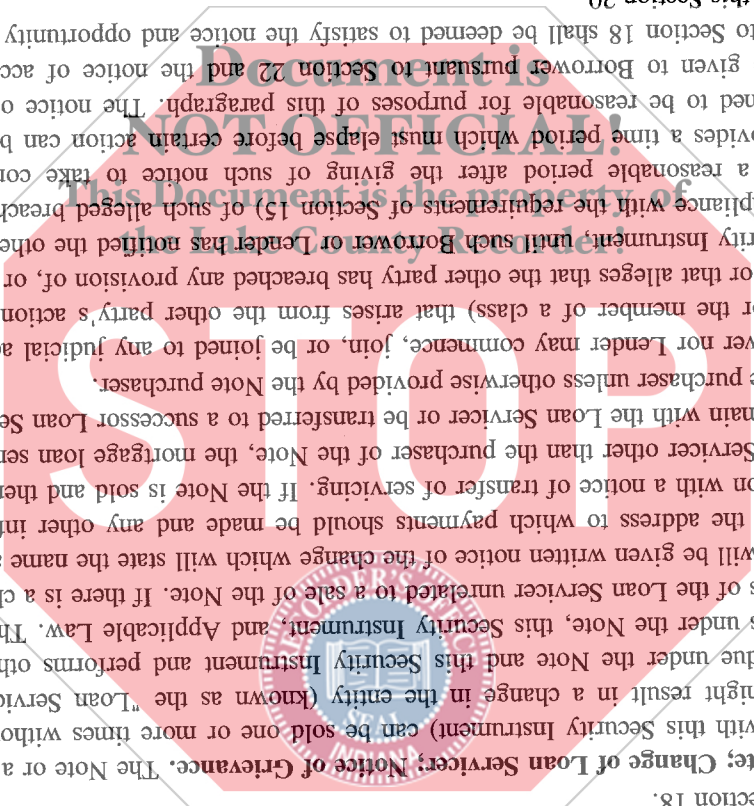 ection 18.
te; Change of Loan Servicer; Notice of Grievance. The Note or a
with this Security Instrument) can be sold one or more times witho
might result in a change in the entity (known as the "Loan Servic
due under the Note and this Security Instrument and performs oth
s under the Note, this Security Instrument, and Applicable Law. Th
s of the Loan Servicer unrelated to a sale of the Note. If there is a c
will be given written notice of the change which will state the name
the address to which payments should be made and any other inf
on with a notice of transfer of servicing. If the Note is sold and ther
Servicer other than the purchaser of the Note, the mortgage loan ser
main with the Loan Servicer or be transferred to a successor Loan Se
e purchaser unless otherwise provided by the Note purchaser.
wer nor Lender may commence, join, or be joined to any judicial a
or the member of a class) that arises from the other party's action
or that alleges that the other party has breached any provision of, or
rity Instrument, until such Borrower or Lender has notified the othe
pliance with the requirements of Section 15) of such alleged breach
a reasonable period after the giving of such notice to take cor
ovides a time period which must elapse before certain action can b
ned to be reasonable for purposes of this paragraph. The notice o
given to Borrower pursuant to Section 22 and the notice of acc
to Section 18 shall be deemed to satisfy the notice and opportunity
this Section 20
Document is
NOT OFFICIAL!
This Document is the property of
the Lake County Recorder!
STOP
RECORDER'S OFFICE
SEAL
INDIANA